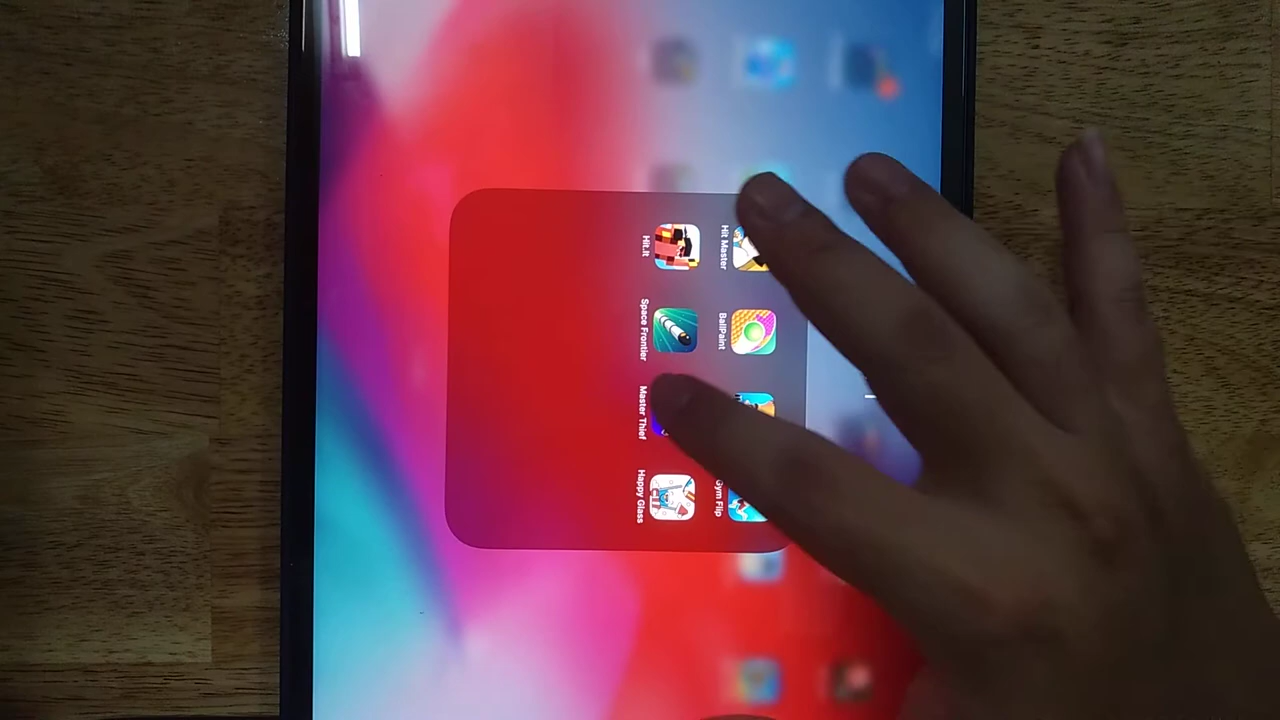 Hit Master
BallPaint
Gym Flip
Hit.It
Space Frontier
Master Thief
Happy Glass